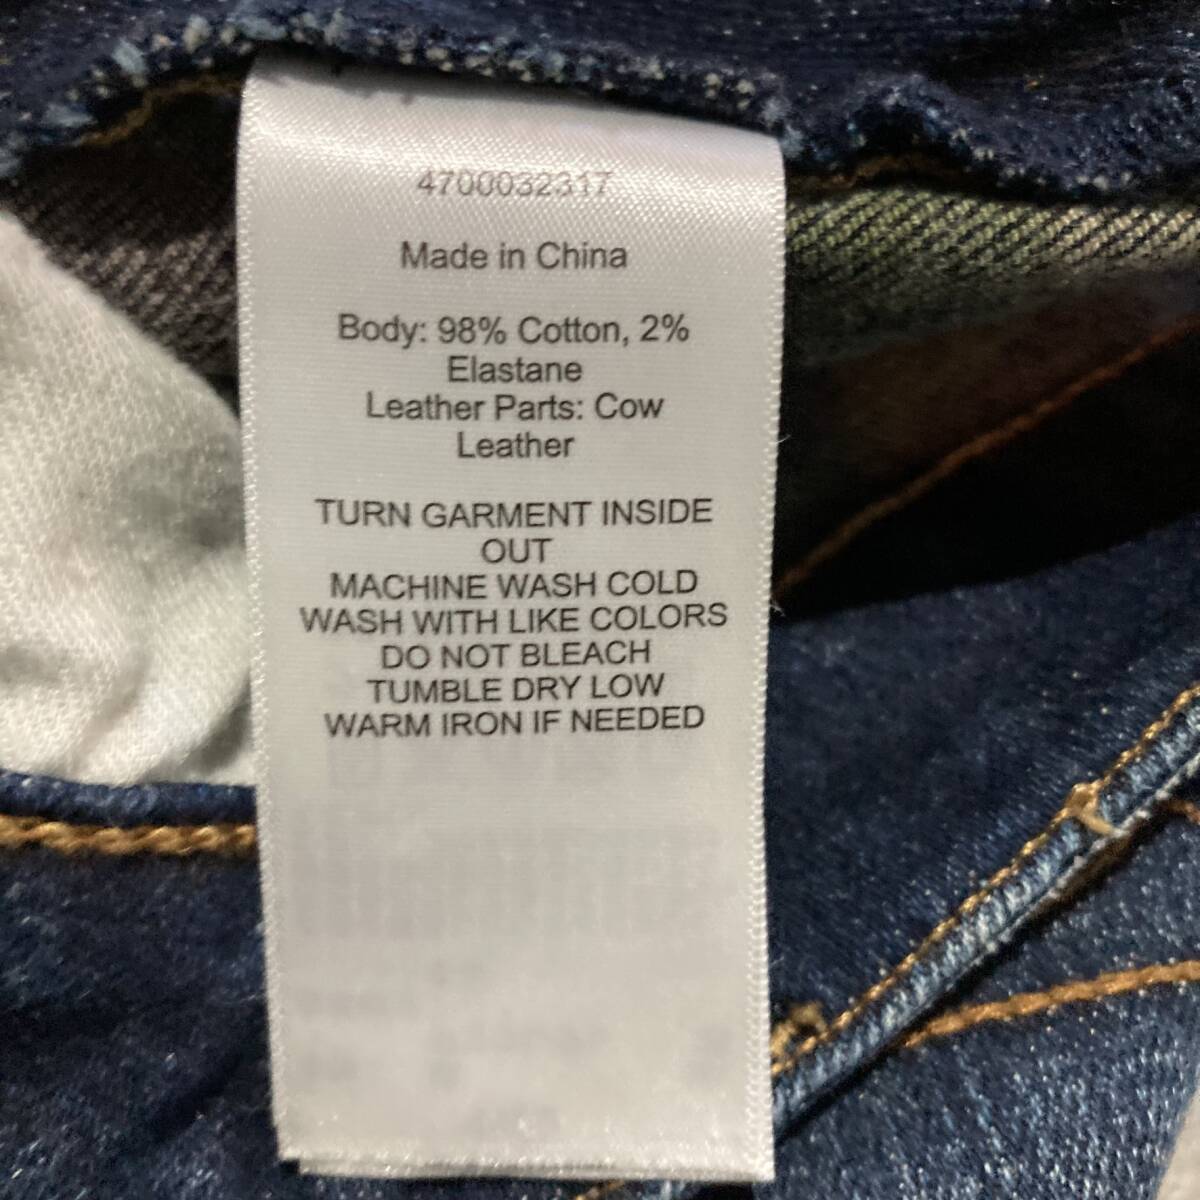 4700032317
Made in China
Body: 98% Cotton, 2%
Elastane
Leather Parts: Cow
Leather
TURN GARMENT INSIDE
OUT
MACHINE WASH COLD
WASH WITH LIKE COLORS
DO NOT BLEACH
TUMBLE DRY LOW
WARM IRON IF NEEDED